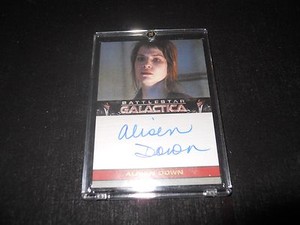 BATTLESTAR
GALACTICA
Alisen
Down
ALISEN DOWN